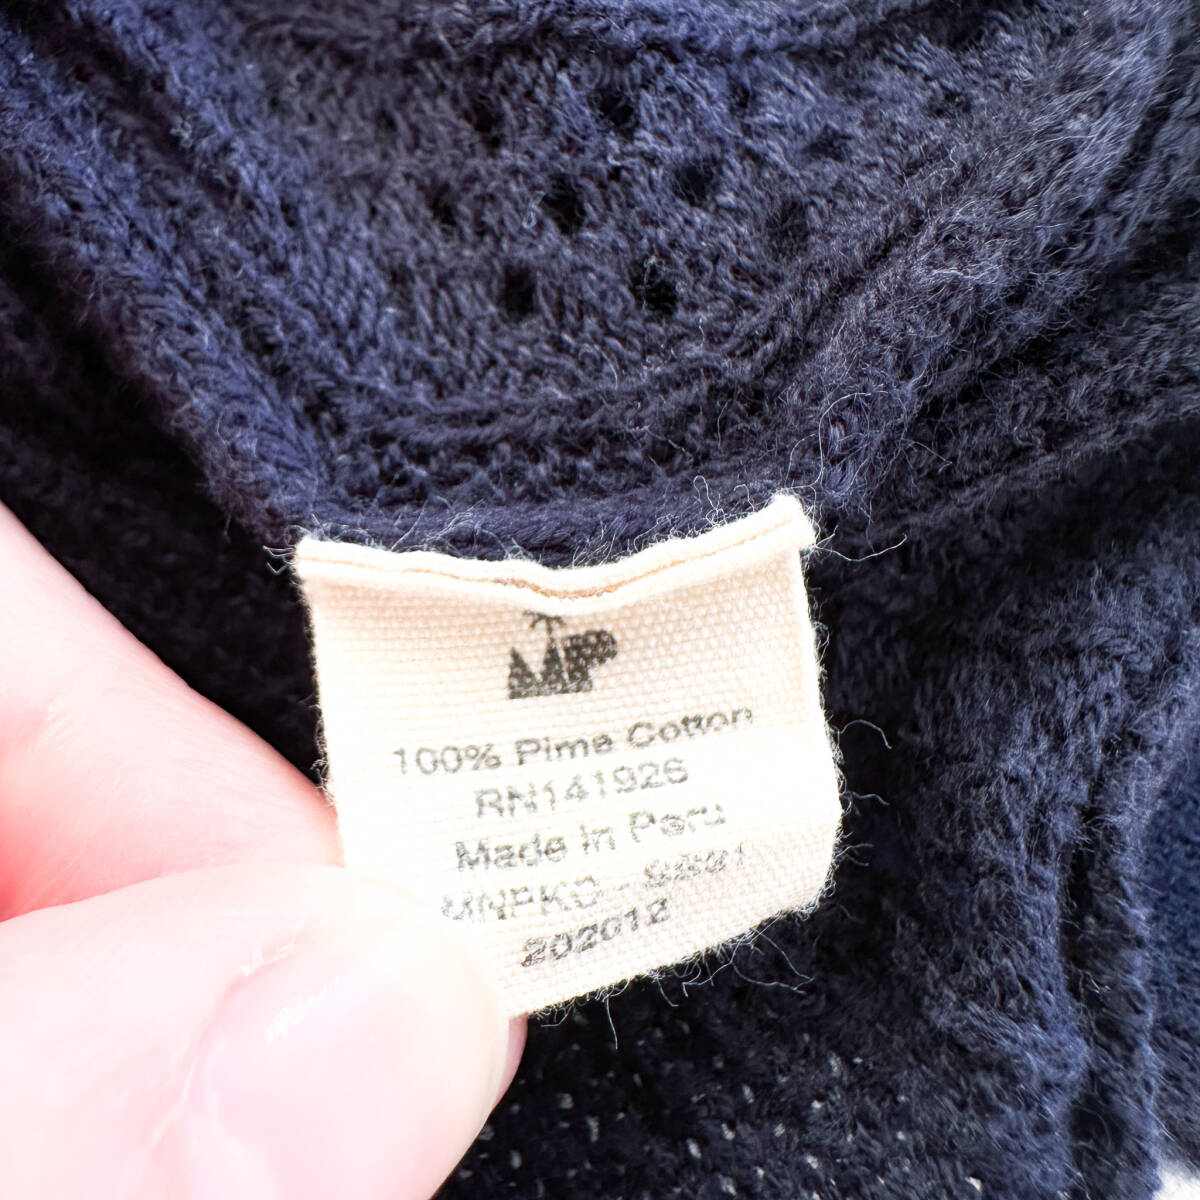 100% Pima Cotton
RN141926
Made in Peru
202012